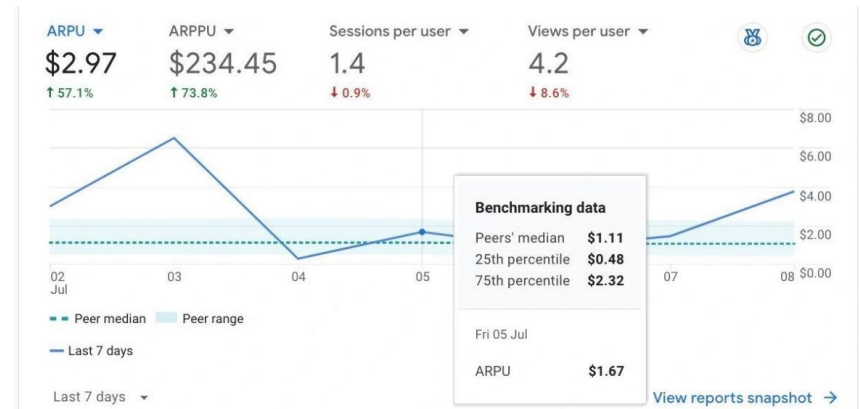 ARPU ARPPU Sessions per user Views per user
$2.97 $234.45 1.4 4.2
↑ 57.1% ↑ 73.8% ↓ 0.9% ↓ 8.6%
$8.00
$6.00
$4.00
$2.00
$0.00
02 03 04 05 07 08
Jul
Benchmarking data
Peers' median $1.11
25th percentile $0.48
75th percentile $2.32
Fri 05 Jul
ARPU $1.67
Peer median Peer range
Last 7 days
Last 7 days
View reports snapshot →